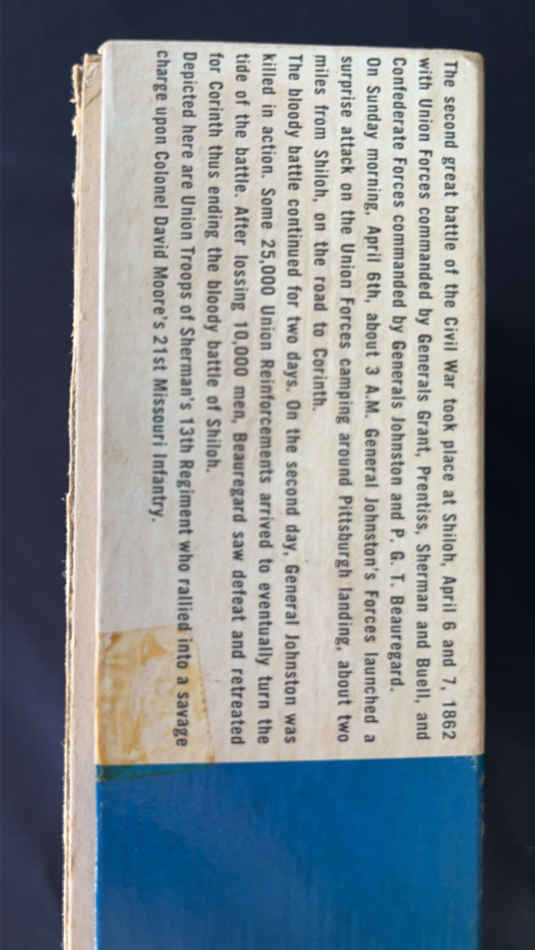 The second great battle of the Civil War took place at Shiloh, April 6 and 7, 1862
with Union Forces commanded by Generals Grant, Prentiss, Sherman and Buell, and
Confederate Forces commanded by Generals Johnston and P. G. T. Beauregard.
On Sunday morning, April 6th, about 3 A.M. General Johnston's Forces launched a
surprise attack on the Union Forces camping around Pittsburgh landing, about two
miles from Shiloh, on the road to Corinth.
The bloody battle continued for two days. On the second day, General Johnston was
killed in action. Some 25,000 Union Reinforcements arrived to eventually turn the
tide of the battle. After lossing 10,000 men, Beauregard saw defeat and retreated
for Corinth thus ending the bloody battle of Shiloh.
Depicted here are Union Troops of Sherman's 13th Regiment who rallied into a savage
charge upon Colonel David Moore's 21st Missouri Infantry.